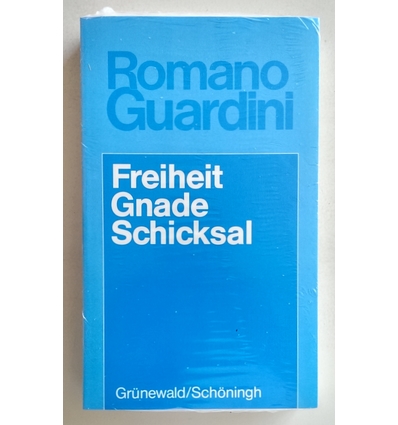 Romano
Guardini
Freiheit
Gnade
Schicksal
Grünewald/Schöningh